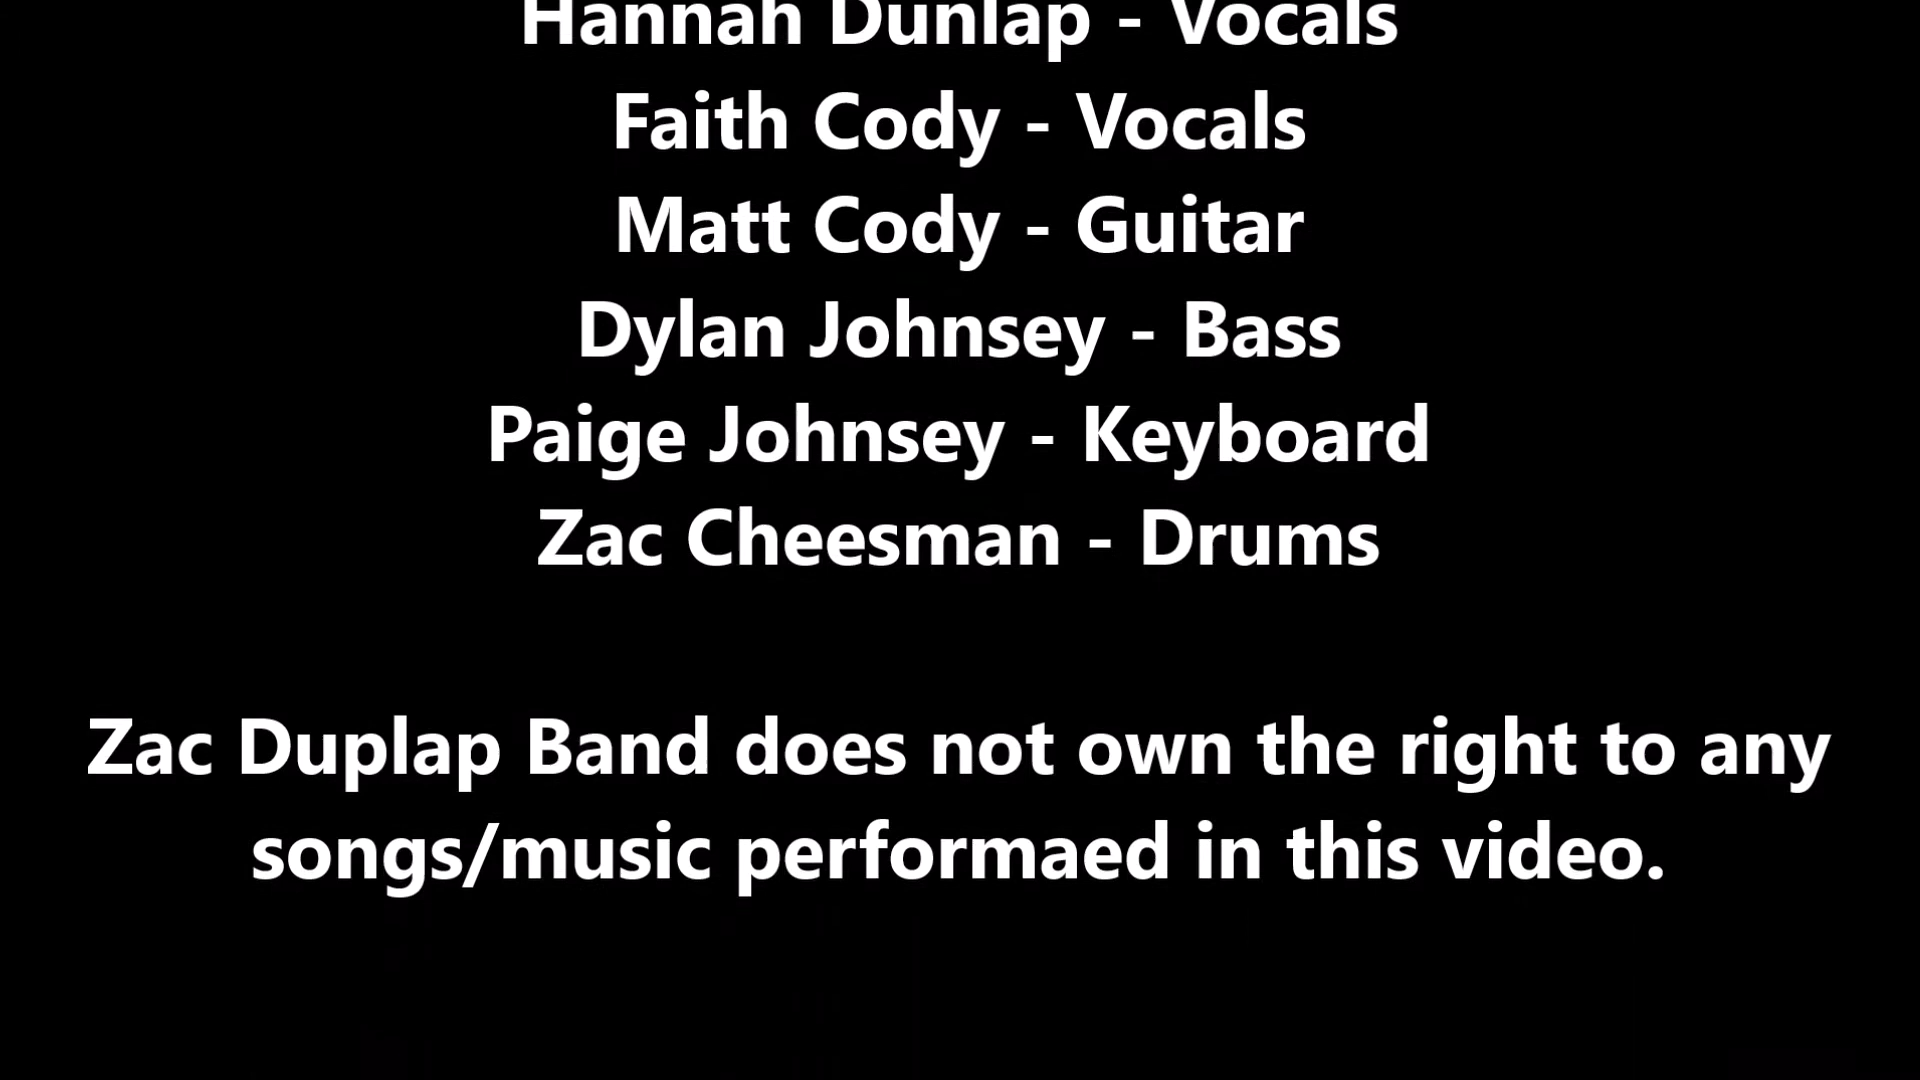 Hannah Dunlap - Vocals
Faith Cody - Vocals
Matt Cody - Guitar
Dylan Johnsey - Bass
Paige Johnsey - Keyboard
Zac Cheesman - Drums
Zac Duplap Band does not own the right to any
songs/music performaed in this video.